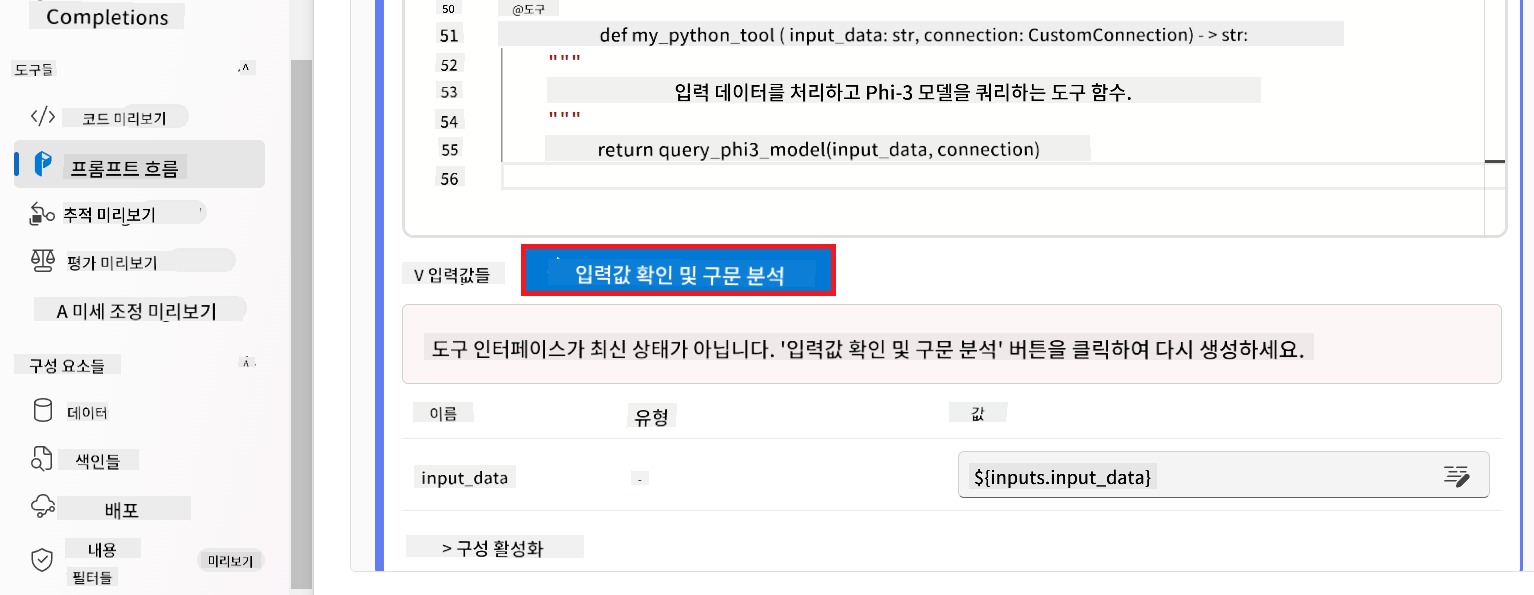 Completions
도구들
코드 미리보기
프롬프트 흐름
추적 미리보기
평가 미리보기
A 미세 조정 미리보기
구성 요소들
데이터
색인들
배포
내용
필터들
미리보기
50 @도구
51 def my_python_tool ( input_data: str, connection: CustomConnection) - > str:
52 """
53 입력 데이터를 처리하고 Phi-3 모델을 쿼리하는 도구 함수.
54 """
55 return query_phi3_model(input_data, connection)
56
V 입력값들
입력값 확인 및 구문 분석
도구 인터페이스가 최신 상태가 아닙니다. '입력값 확인 및 구문 분석' 버튼을 클릭하여 다시 생성하세요.
이름 유형 값
input_data - ${inputs.input_data}
> 구성 활성화